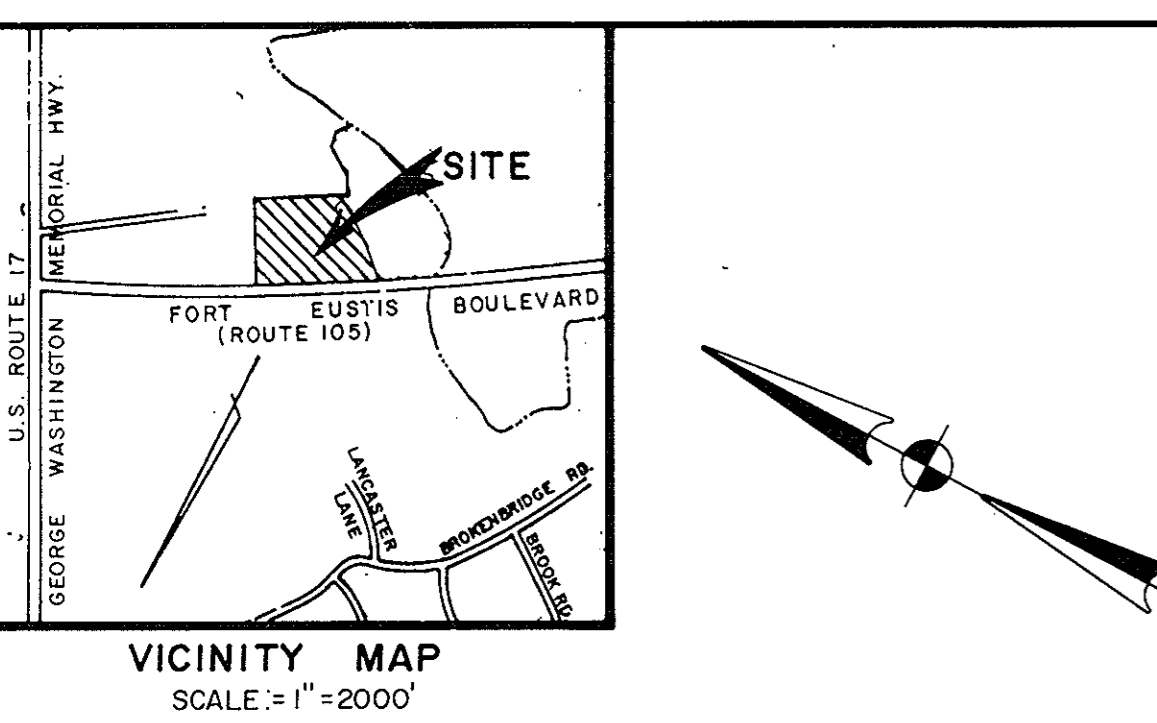 U.S. ROUTE 17
GEORGE WASHINGTON MEMORIAL HWY.
SITE
FORT EUSTIS BOULEVARD
(ROUTE 105)
LANCASTER
LANE
BROKENBRIDGE RD.
BROOK RD.
VICINITY MAP
SCALE:= 1" = 2000'